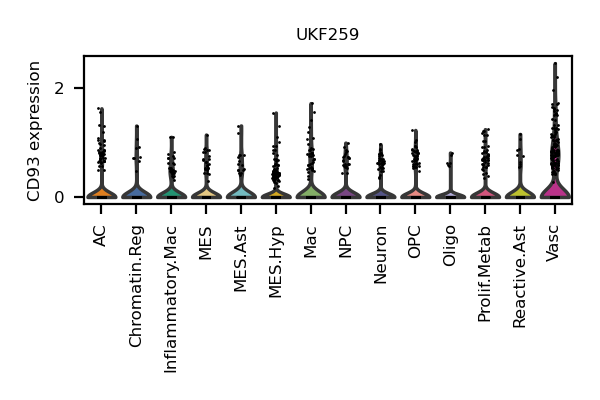 UKF259
CD93 expression
2
0
AC
Chromatin.Reg
Inflammatory.Mac
MES
MES.Ast
MES.Hyp
Mac
NPC
Neuron
OPC
Oligo
Prolif.Metab
Reactive.Ast
Vasc